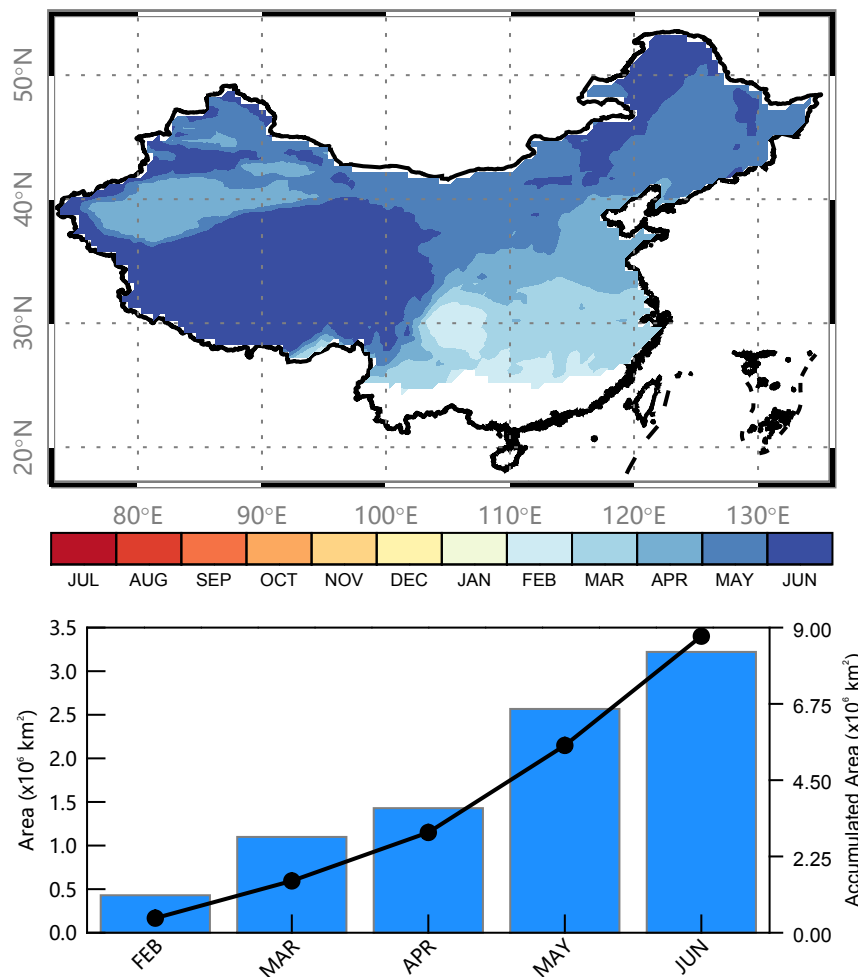 50°N
40°N
30°N
20°N
80°E 90°E 100°E 110°E 120°E 130°E
JUL AUG SEP OCT NOV DEC JAN FEB MAR APR MAY JUN
3.5 9.00
3.0
2.5 6.75
2.0
1.5 4.50
1.0 2.25
0.5
0.0 0.00
Area (x10⁶ km²)
Accumulated Area (x10⁶ km²)
FEB MAR APR MAY JUN